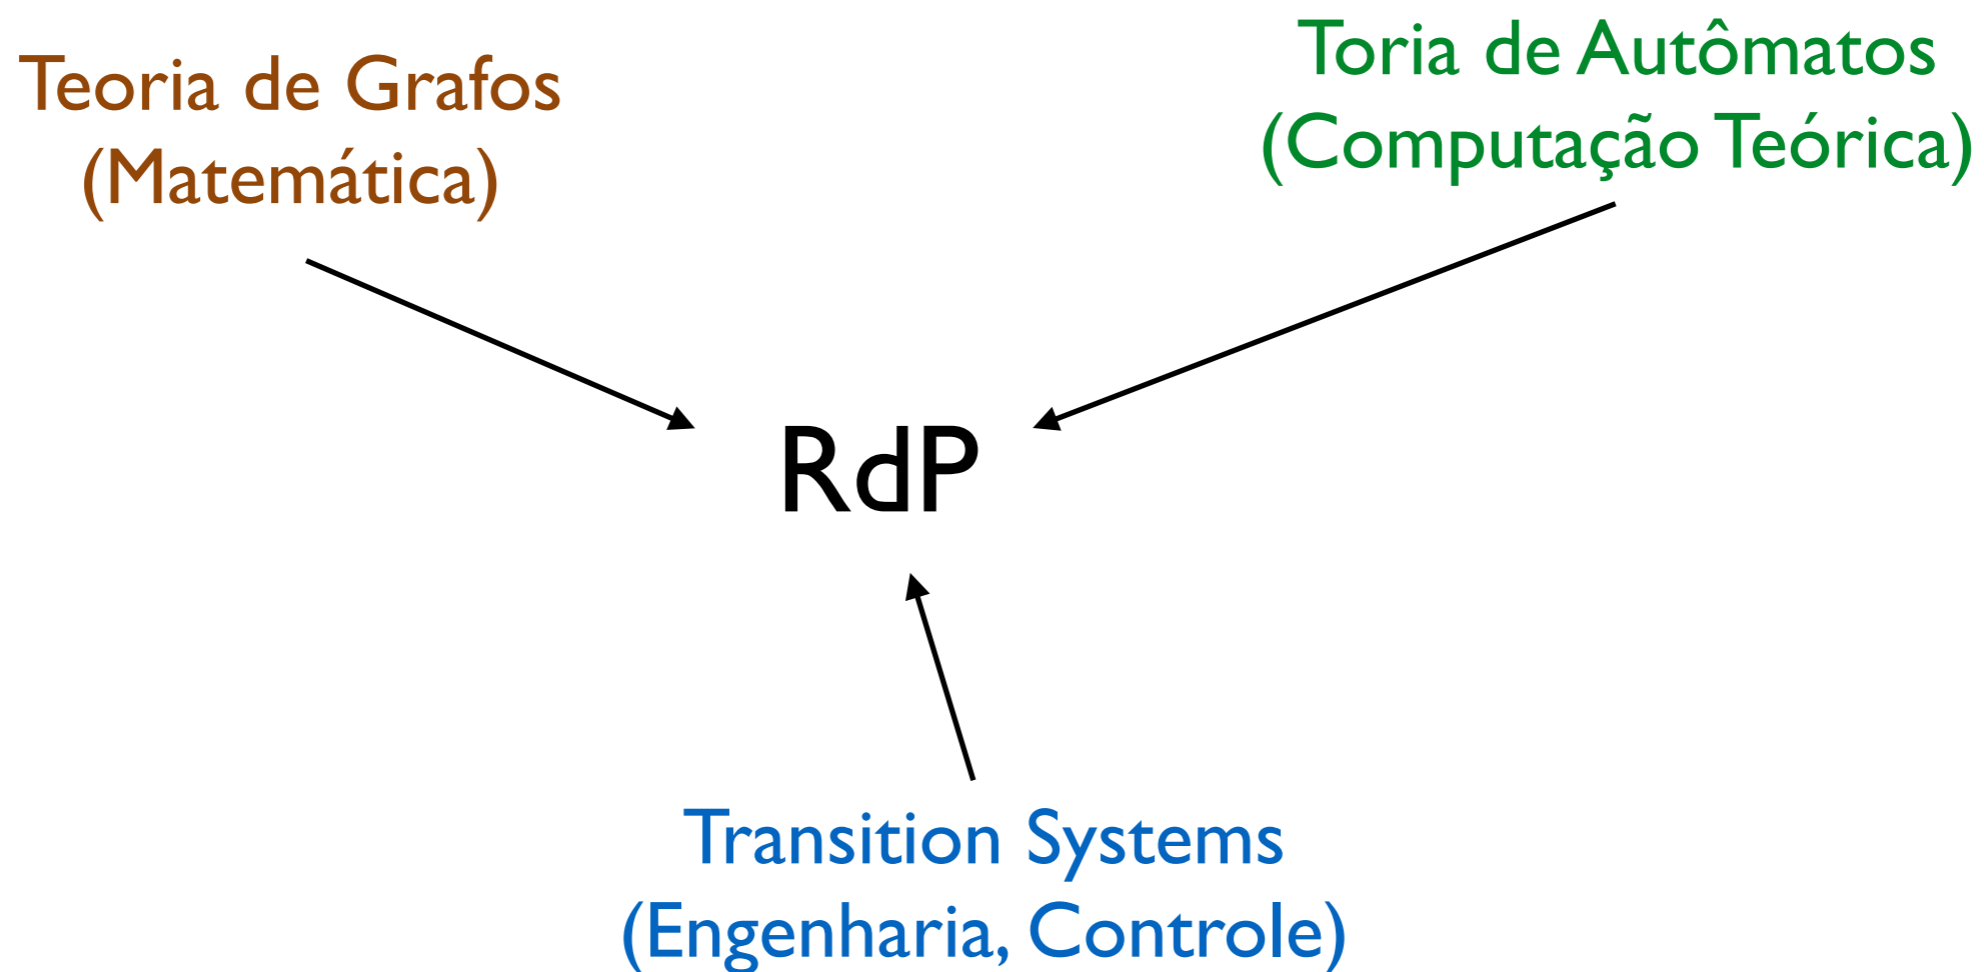 Teoria de Grafos
(Matemática)
Toria de Autômatos
(Computação Teórica)
RdP
Transition Systems
(Engenharia, Controle)